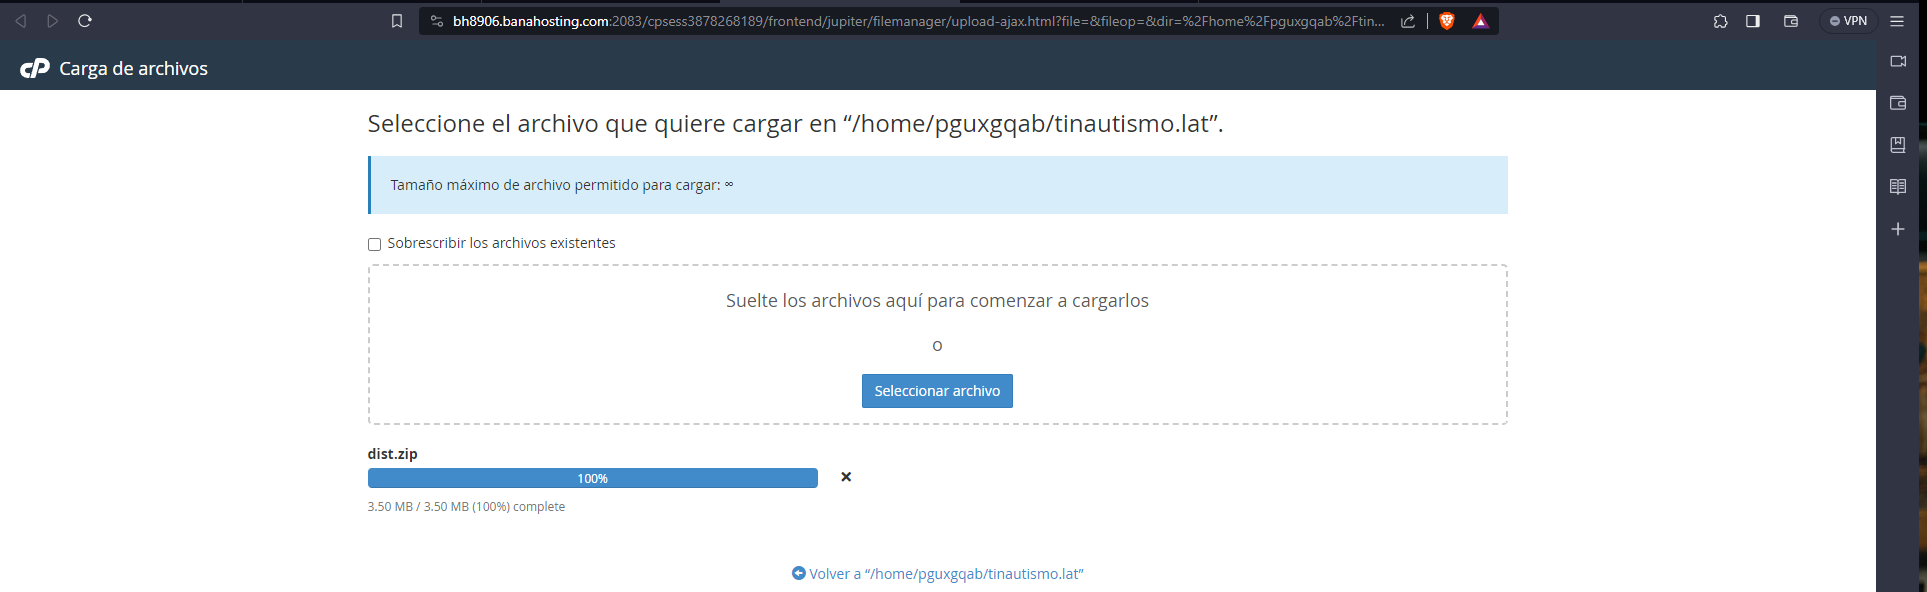 bh8906.banahosting.com:2083/cpsess3878268189/frontend/jupiter/filemanager/upload-ajax.html?file=&fileop=&dir=%2Fhome%2Fpguxgqab%2Ftin...
VPN
cP Carga de archivos
Seleccione el archivo que quiere cargar en “/home/pguxgqab/tinautismo.lat”.
Tamaño máximo de archivo permitido para cargar: ∞
Sobrescribir los archivos existentes
Suelte los archivos aquí para comenzar a cargarlos
O
Seleccionar archivo
dist.zip
100%
3.50 MB / 3.50 MB (100%) complete
Volver a “/home/pguxgqab/tinautismo.lat”